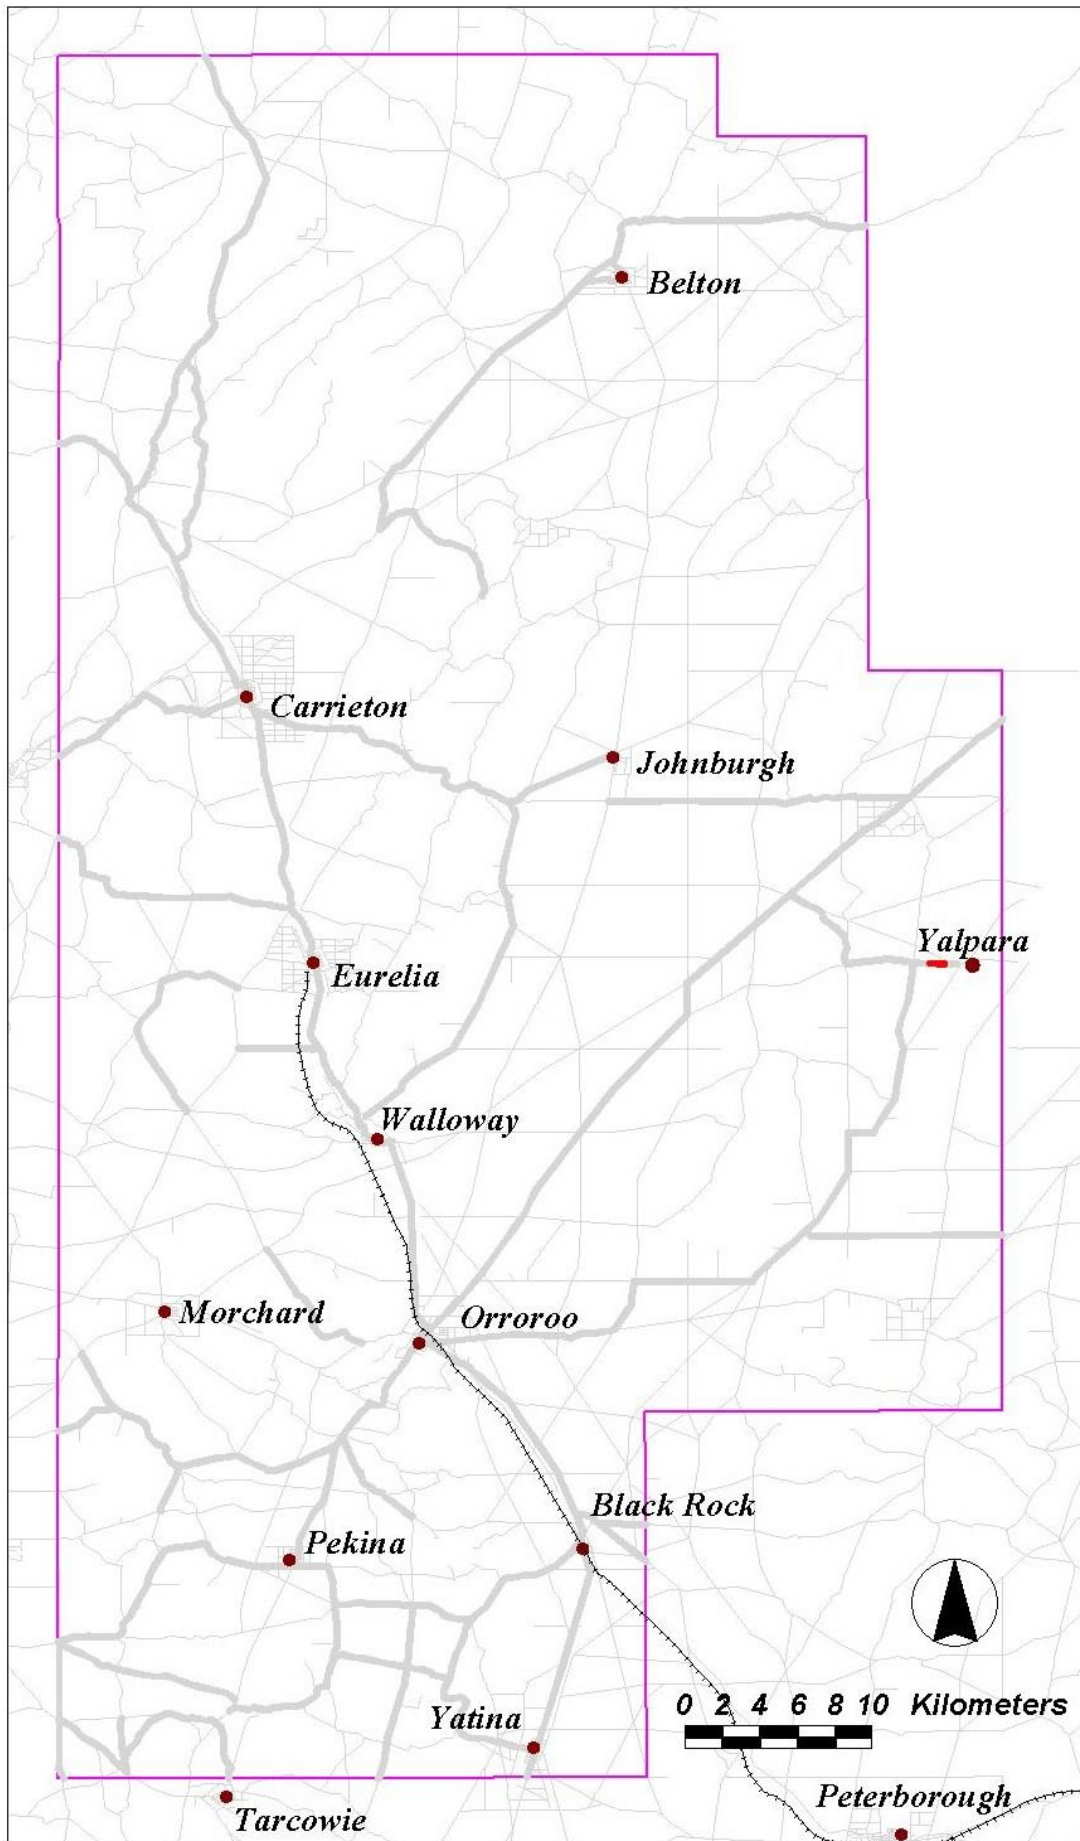 Belton
Carrieton
Johnburgh
Yalpara
Eurelia
Walloway
Morchard
Orroroo
Black Rock
Pekina
0 2 4 6 8 10 Kilometers
Yatina
Peterborough
Tarcowie